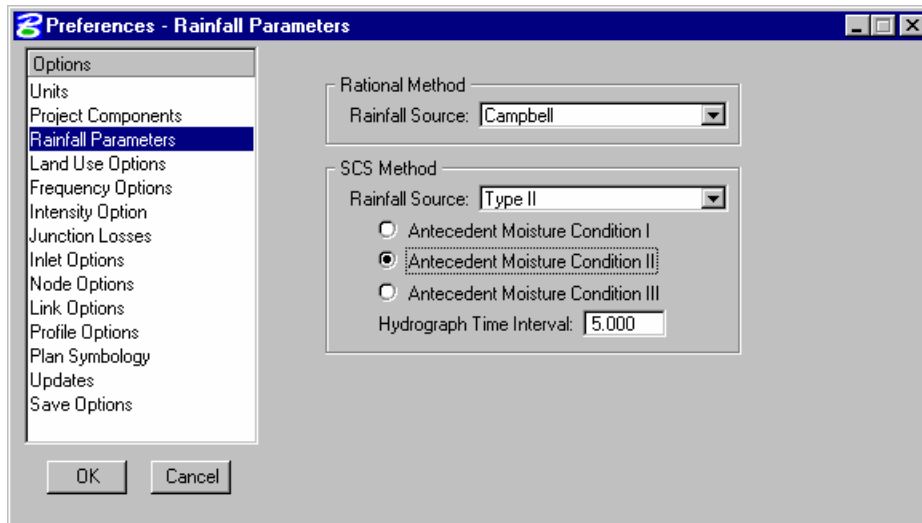 Preferences - Rainfall Parameters
Options
Units
Project Components
Rainfall Parameters
Land Use Options
Frequency Options
Intensity Option
Junction Losses
Inlet Options
Node Options
Link Options
Profile Options
Plan Symbology
Updates
Save Options
OK Cancel
Rational Method
Rainfall Source: Campbell
SCS Method
Rainfall Source: Type II
Antecedent Moisture Condition I
Antecedent Moisture Condition II
Antecedent Moisture Condition III
Hydrograph Time Interval: 5.000